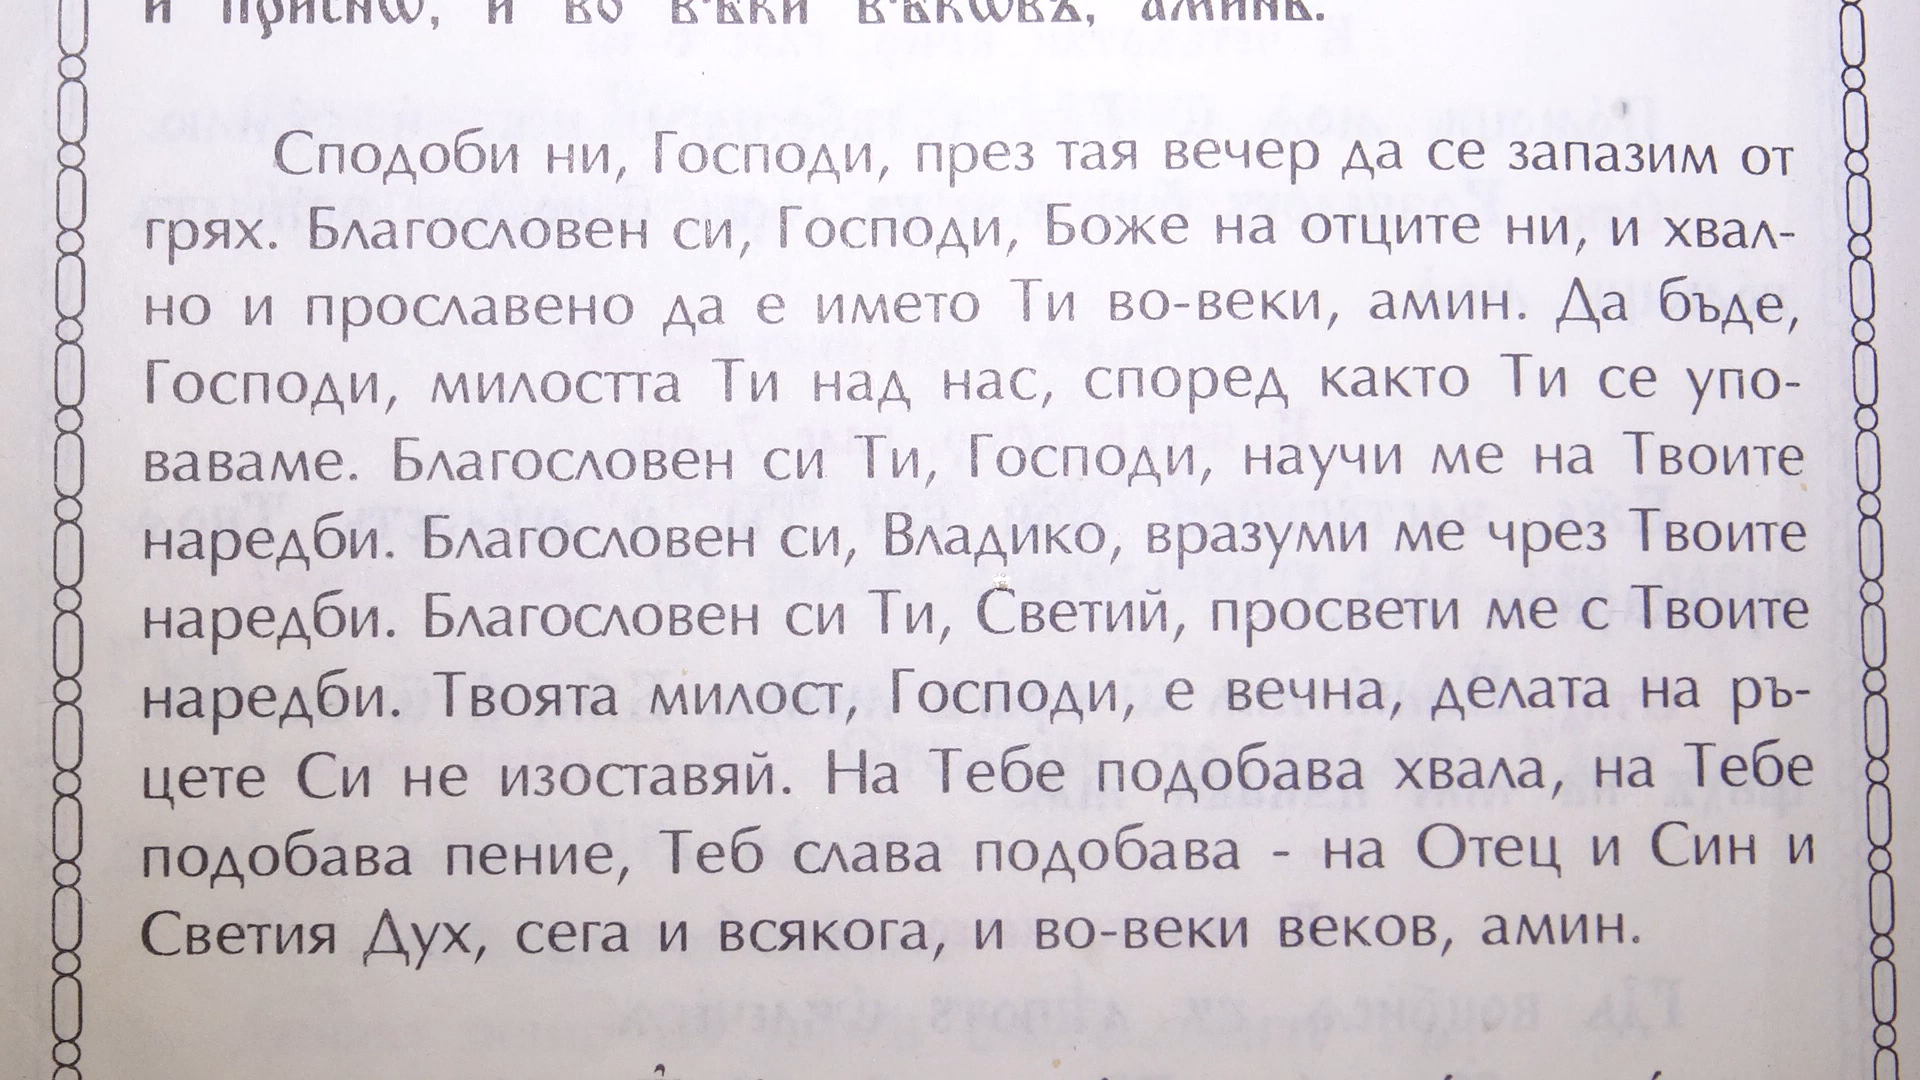 и присно, и во вѣки вѣкѡвъ, аминь.
Сподоби ни, Господи, през тая вечер да се запазим от
грях. Благословен си, Господи, Боже на отците ни, и хвал-
но и прославено да е името Ти во-веки, амин. Да бъде,
Господи, милостта Ти над нас, според както Ти се упо-
ваваме. Благословен си Ти, Господи, научи ме на Твоите
наредби. Благословен си, Владико, вразуми ме чрез Твоите
наредби. Благословен си Ти, Светий, просвети ме с Твоите
наредби. Твоята милост, Господи, е вечна, делата на ръ-
цете Си не изоставяй. На Тебе подобава хвала, на Тебе
подобава пение, Теб слава подобава - на Отец и Син и
Светия Дух, сега и всякога, и во-веки веков, амин.